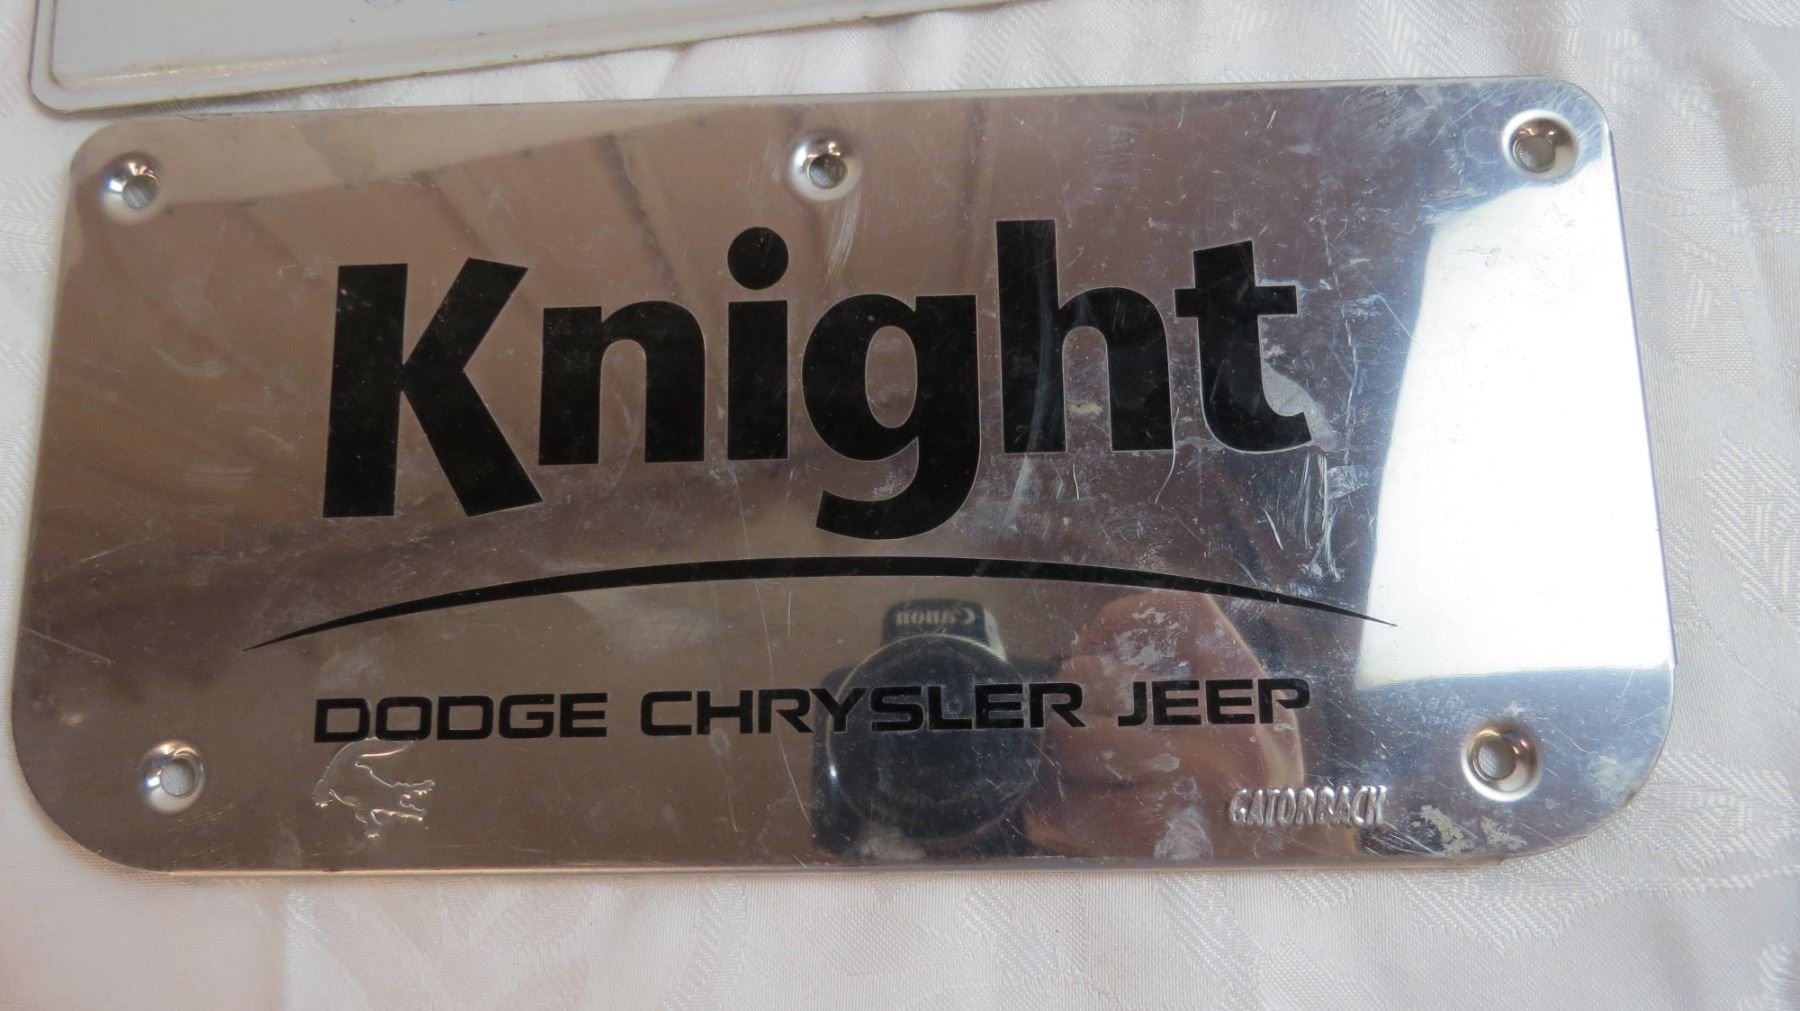 Knight
DODGE CHRYSLER JEEP
GATORBACK
Canon